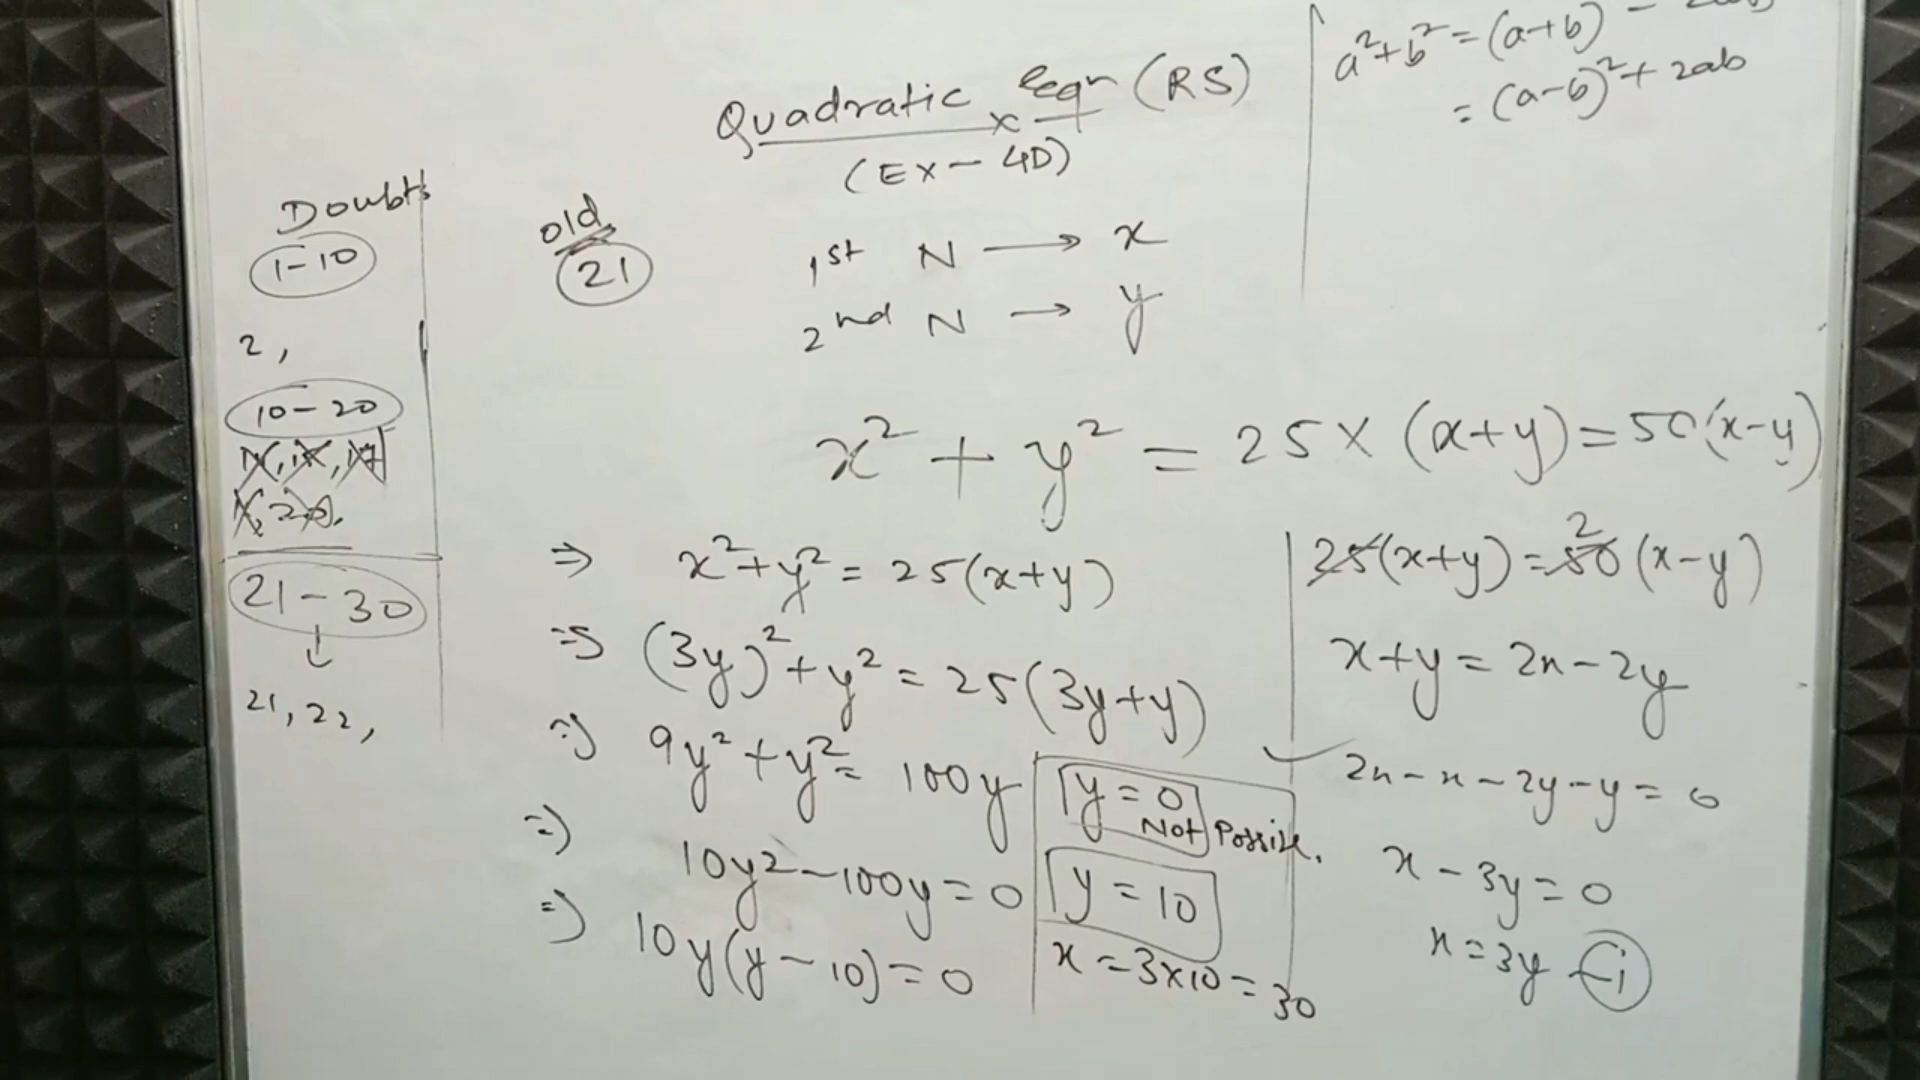 a²+b² = (a+b)
= (a-b)²+2ab
Quadratic Eqn (RS)
(Ex-4D)
Doubts
1-10
2,
10-20
21-30
21, 22,
old
21
1st N → x
2nd N → y
x² + y² = 25 × (x+y) = 50(x-y)
⇒ x²+y² = 25(x+y)
⇒ (3y)²+y² = 25(3y+y)
⇒ 9y²+y² = 100y
⇒ 10y²-100y=0
⇒ 10y(y-10)=0
y=0
Not Possible.
y=10
x=3×10=30
25(x+y)=50(x-y)
2
x+y=2x-2y
2x-x-2y-y=0
x-3y=0
x=3y -i